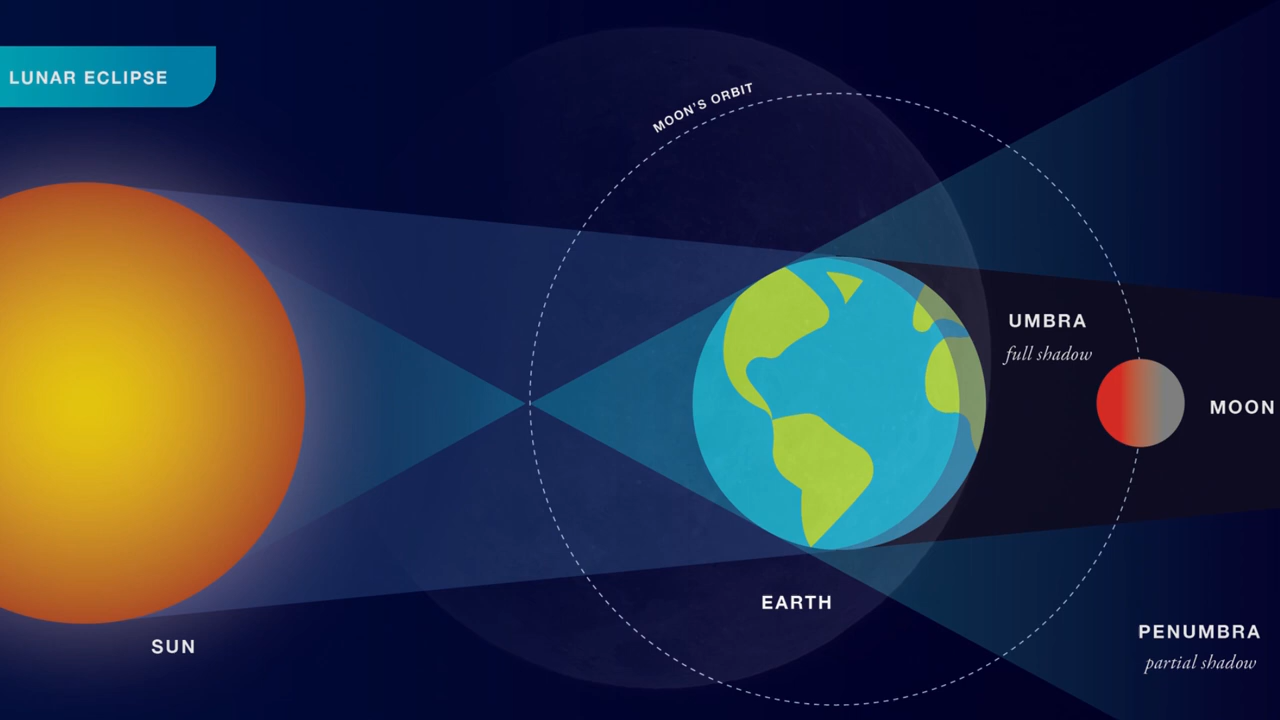 LUNAR ECLIPSE
MOON'S ORBIT
UMBRA
full shadow
MOON
EARTH
PENUMBRA
partial shadow
SUN